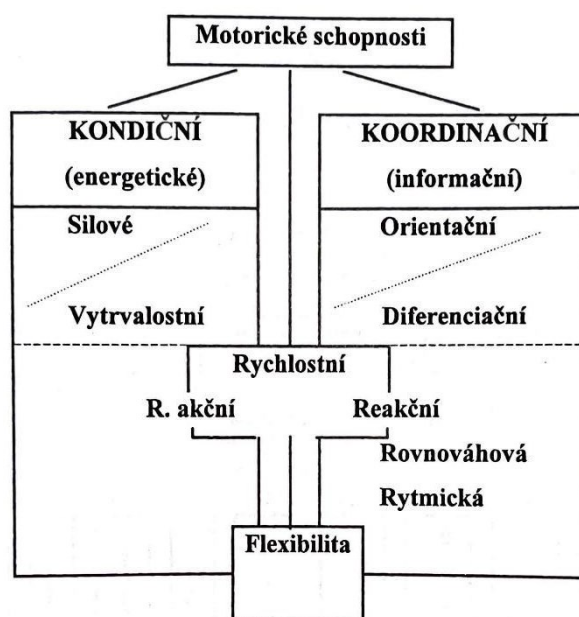 Motorické schopnosti
KONDIČNÍ
(energetické)
KOORDINAČNÍ
(informační)
Silové
Orientační
Vytrvalostní
Diferenciační
Rychlostní
R. akční
Reakční
Rovnováhová
Rytmická
Flexibilita